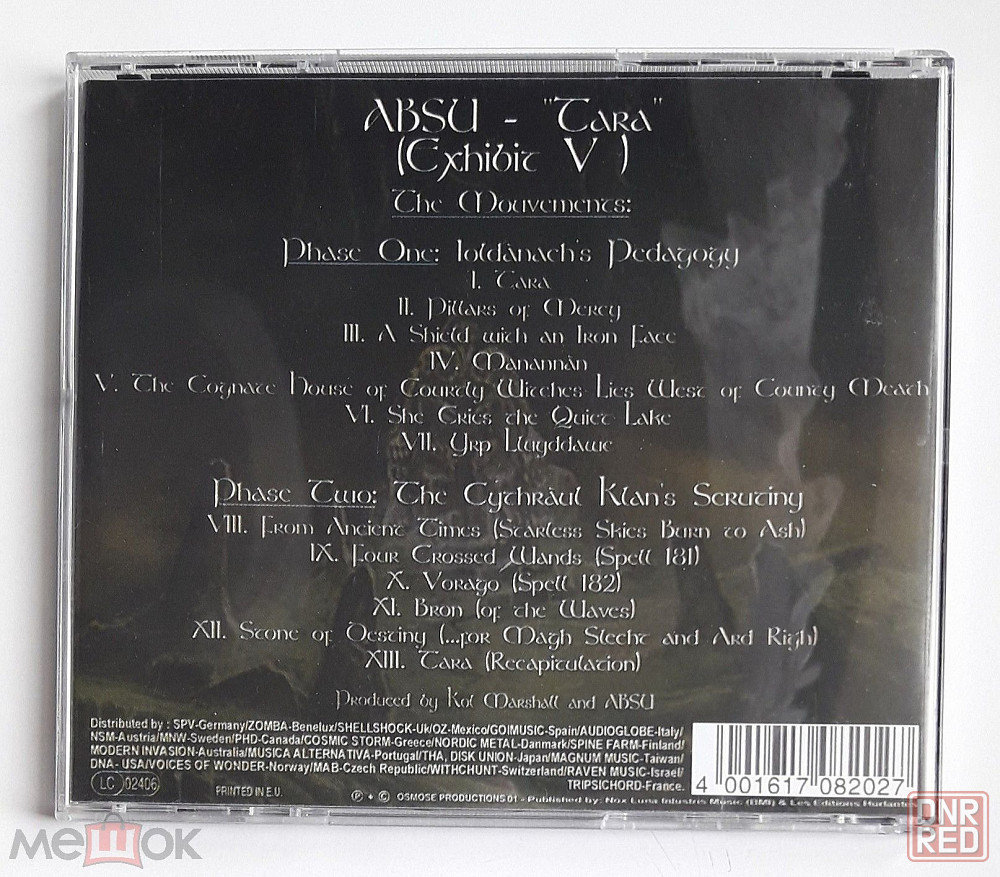 ABSU - "Tara"
(Exhibit V )
The Mouvements:
Phase One: Ioldánach's Pedagogy
I. Tara
II. Pillars of Mercy
III. A Shield with an Iron Face
IV. Manannán
V. The Cognate House of Courtly Witches Lies West of County Meath
VI. She Cries the Quiet Lake
VII. Yrp Lluyddawc
Phase Two: The Cythrául Klan's Scrutiny
VIII. From Ancient Times (Starless Skies Burn to Ash)
IX. Four Crossed Wands (Spell 181)
X. Vorago (Spell 182)
XI. Bron (of the Waves)
XII. Stone of Destiny (...for Magh Slecht and Ard Righ)
XIII. Tara (Recapitulation)
Produced by Kol Marshall and ABSU
Distributed by : SPV-Germany/ZOMBA-Benelux/SHELLSHOCK-Uk/OZ-Mexico/GO!MUSIC-Spain/AUDIOGLOBE-Italy/
NSM-Austria/MNW-Sweden/PHD-Canada/COSMIC STORM-Greece/NORDIC METAL-Danmark/SPINE FARM-Finland/
MODERN INVASION-Australia/MUSICA ALTERNATIVA-Portugal/THA, DISK UNION-Japan/MAGNUM MUSIC-Taiwan/
DNA- USA/VOICES OF WONDER-Norway/MAB-Czech Republic/WITHCHUNT-Switzerland/RAVEN MUSIC-Israel/
TRIPSICHORD-France.
LC 02406
PRINTED IN E.U.
℗ + © OSMOSE PRODUCTIONS 01 - Published by: Nox Luna Infustris Music (BMI) & Les Editions Hurlantes
4 001617 082027
мешок
DNR
RED